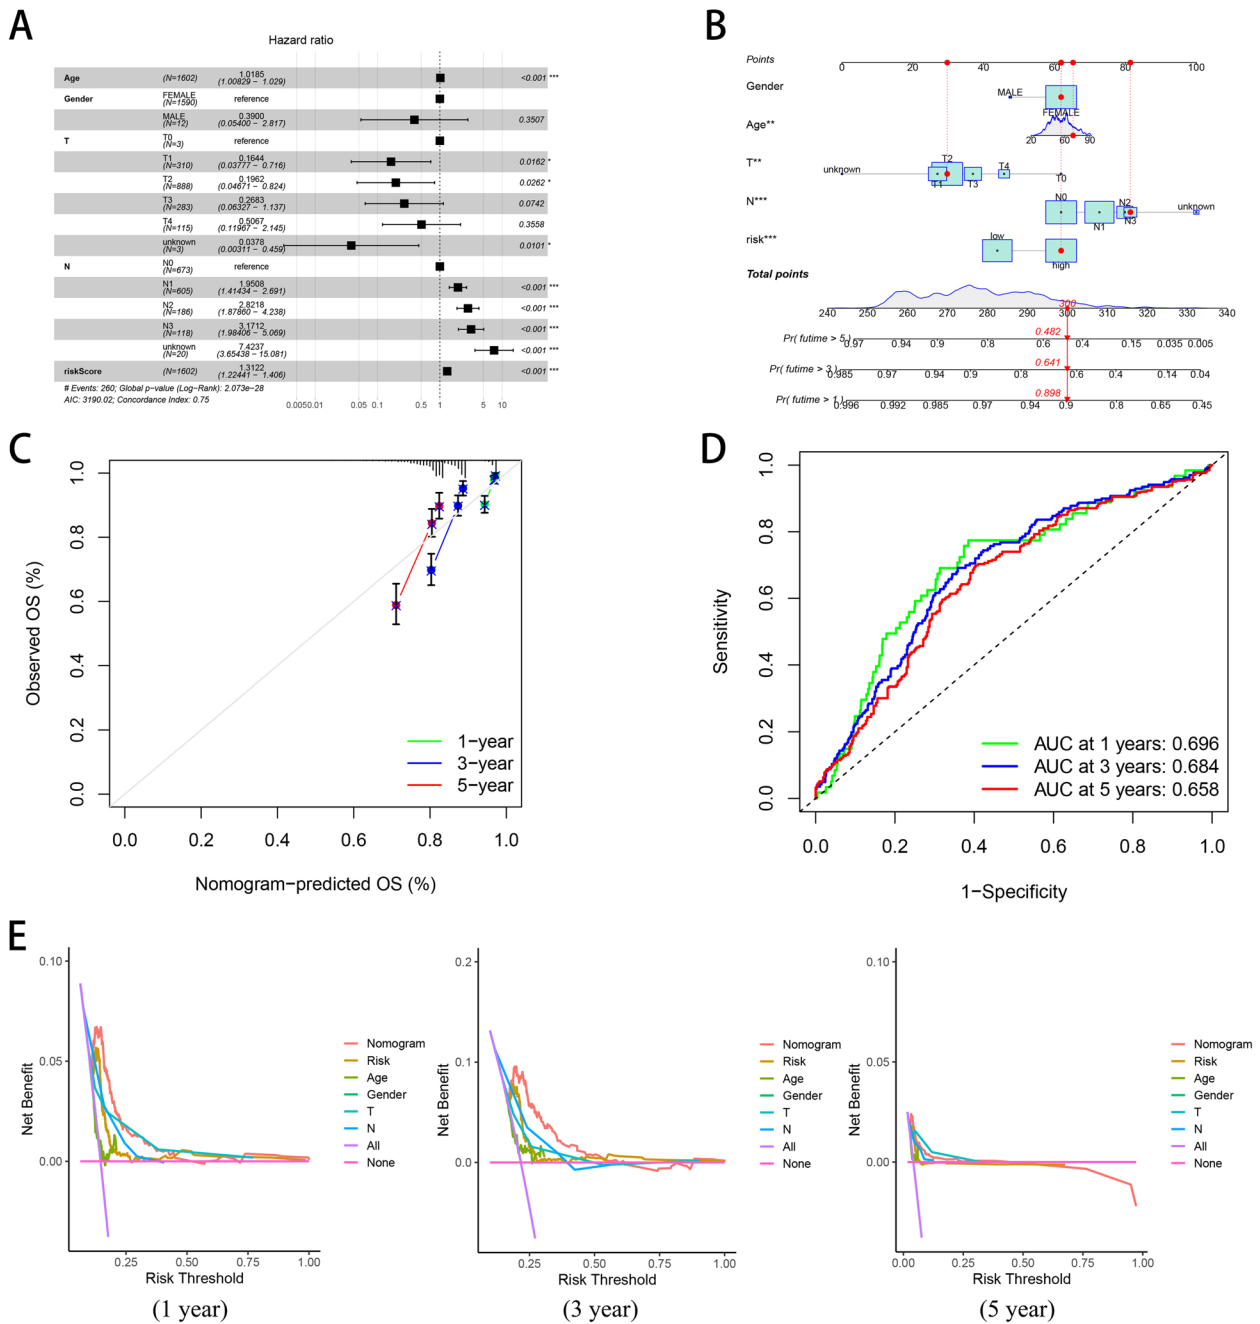 A
Hazard ratio
Age (N=1602) 1.0185 (1.00829 − 1.029) <0.001 ***
Gender FEMALE (N=1590) reference
MALE (N=12) 0.3900 (0.05400 − 2.817) 0.3507
T T0 (N=3) reference
T1 (N=310) 0.1644 (0.03777 − 0.716) 0.0162 *
T2 (N=888) 0.1962 (0.04671 − 0.824) 0.0262 *
T3 (N=283) 0.2683 (0.06327 − 1.137) 0.0742
T4 (N=115) 0.5067 (0.11967 − 2.145) 0.3558
unknown (N=3) 0.0378 (0.00311 − 0.459) 0.0101 *
N N0 (N=673) reference
N1 (N=605) 1.9508 (1.41434 − 2.691) <0.001 ***
N2 (N=186) 2.8218 (1.87860 − 4.238) <0.001 ***
N3 (N=118) 3.1712 (1.98406 − 5.069) <0.001 ***
unknown (N=20) 7.4237 (3.65438 − 15.081) <0.001 ***
riskScore (N=1602) 1.3122 (1.22441 − 1.406) <0.001 ***
# Events: 260; Global p−value (Log−Rank): 2.073e−28
AIC: 3190.02; Concordance Index: 0.75
0.0050.01 0.05 0.1 0.5 1 5 10
B
Points
0 20 40 60 80 100
Gender
MALE
FEMALE
Age**
20 60 90
T**
unknown T2 T4
T1 T3 T0
N***
N0 N2 unknown
N1 N3
risk***
low
high
Total points
300
240 250 260 270 280 290 300 310 320 330 340
0.482
Pr( futime > 5 )
0.97 0.94 0.9 0.8 0.6 0.4 0.15 0.035 0.005
0.641
Pr( futime > 3 )
0.985 0.97 0.94 0.9 0.8 0.6 0.4 0.14 0.04
0.898
Pr( futime > 1 )
0.996 0.992 0.985 0.97 0.94 0.9 0.8 0.65 0.45
C
Observed OS (%)
1.0
0.8
0.6
0.4
0.2
0.0
1−year
3−year
5−year
0.0 0.2 0.4 0.6 0.8 1.0
Nomogram−predicted OS (%)
D
Sensitivity
1.0
0.8
0.6
0.4
0.2
0.0
AUC at 1 years: 0.696
AUC at 3 years: 0.684
AUC at 5 years: 0.658
0.0 0.2 0.4 0.6 0.8 1.0
1−Specificity
E
Net Benefit
0.10
0.05
0.00
Nomogram
Risk
Age
Gender
T
N
All
None
0.25 0.50 0.75 1.00
Risk Threshold
(1 year)
Net Benefit
0.2
0.1
0.0
Nomogram
Risk
Age
Gender
T
N
All
None
0.25 0.50 0.75 1.00
Risk Threshold
(3 year)
Net Benefit
0.10
0.05
0.00
Nomogram
Risk
Age
Gender
T
N
All
None
0.00 0.25 0.50 0.75 1.00
Risk Threshold
(5 year)